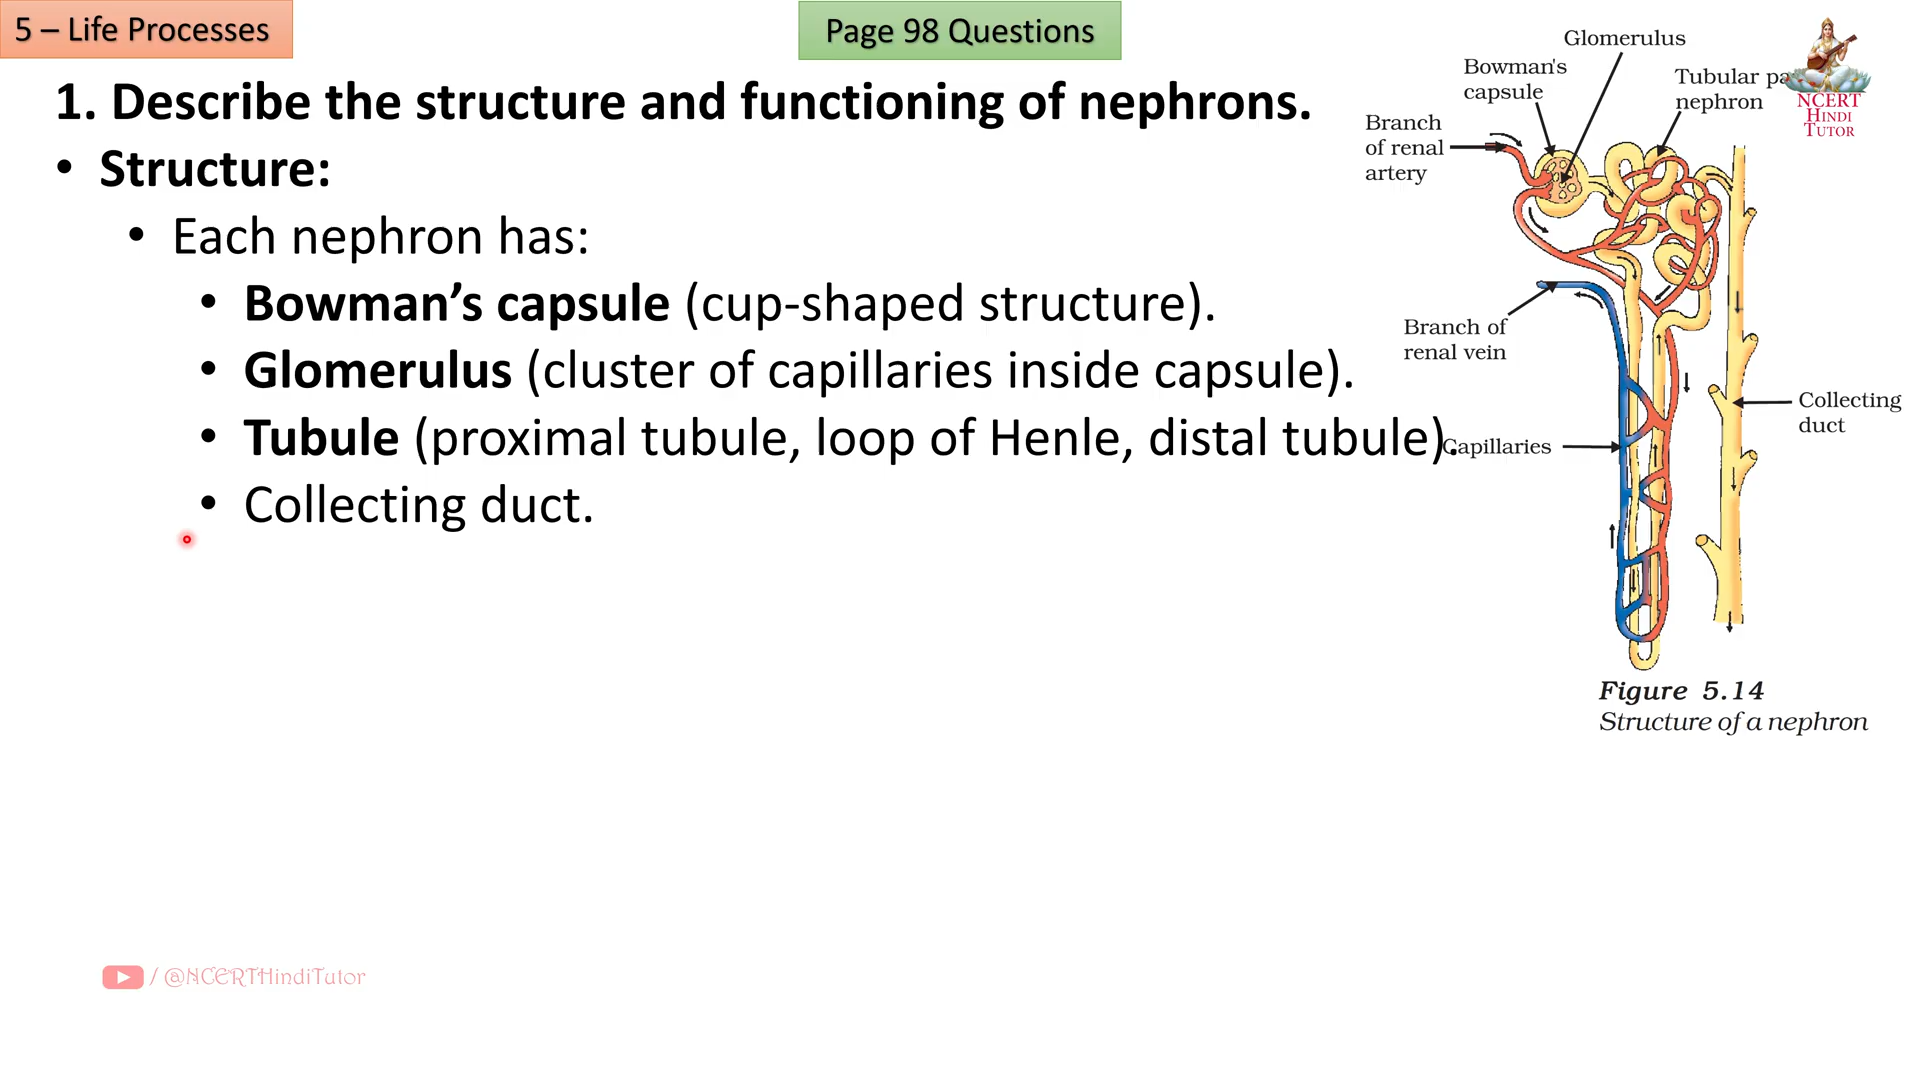 5 – Life Processes
Page 98 Questions
1. Describe the structure and functioning of nephrons.
• Structure:
• Each nephron has:
• Bowman’s capsule (cup-shaped structure).
• Glomerulus (cluster of capillaries inside capsule).
• Tubule (proximal tubule, loop of Henle, distal tubule).
• Collecting duct.
Glomerulus
Bowman's
capsule
Tubular
nephron
Branch
of renal
artery
Branch of
renal vein
Capillaries
Collecting
duct
Figure 5.14
Structure of a nephron
NCERT
HINDI
TUTOR
/ @NCERTHindiTutor